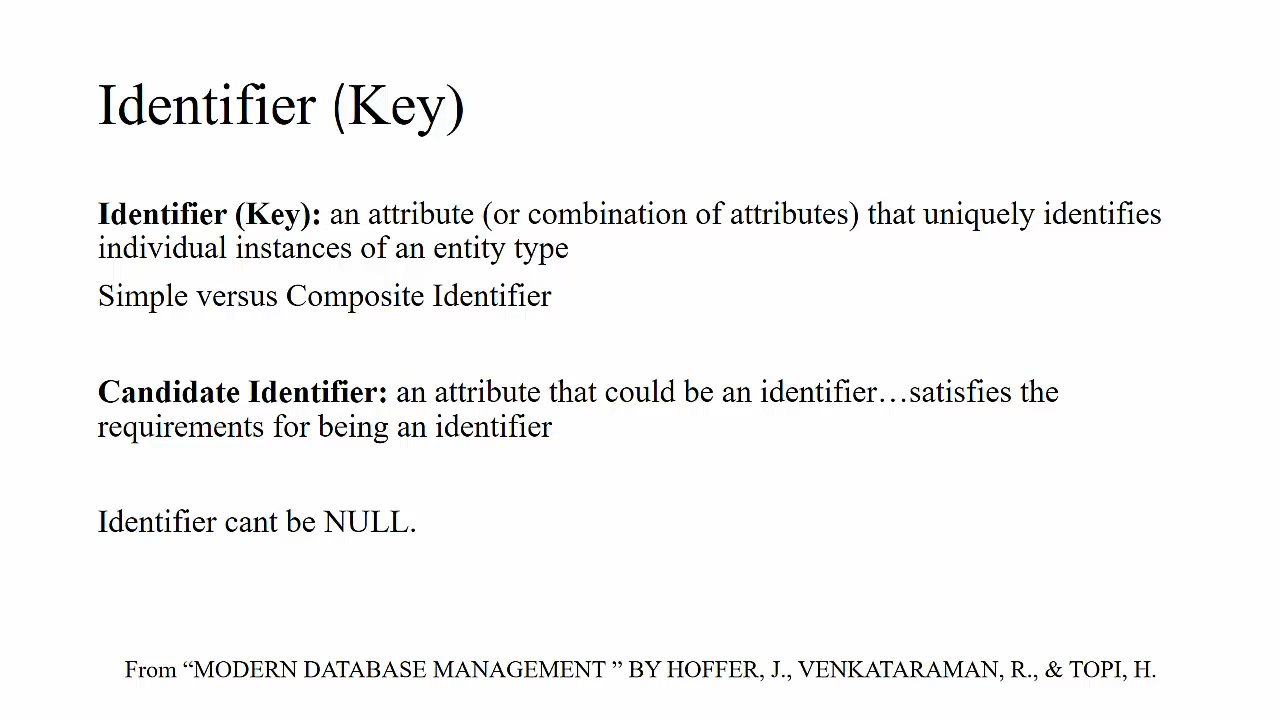 Identifier (Key)
Identifier (Key): an attribute (or combination of attributes) that uniquely identifies
individual instances of an entity type
Simple versus Composite Identifier
Candidate Identifier: an attribute that could be an identifier…satisfies the
requirements for being an identifier
Identifier cant be NULL.
From “MODERN DATABASE MANAGEMENT ” BY HOFFER, J., VENKATARAMAN, R., & TOPI, H.